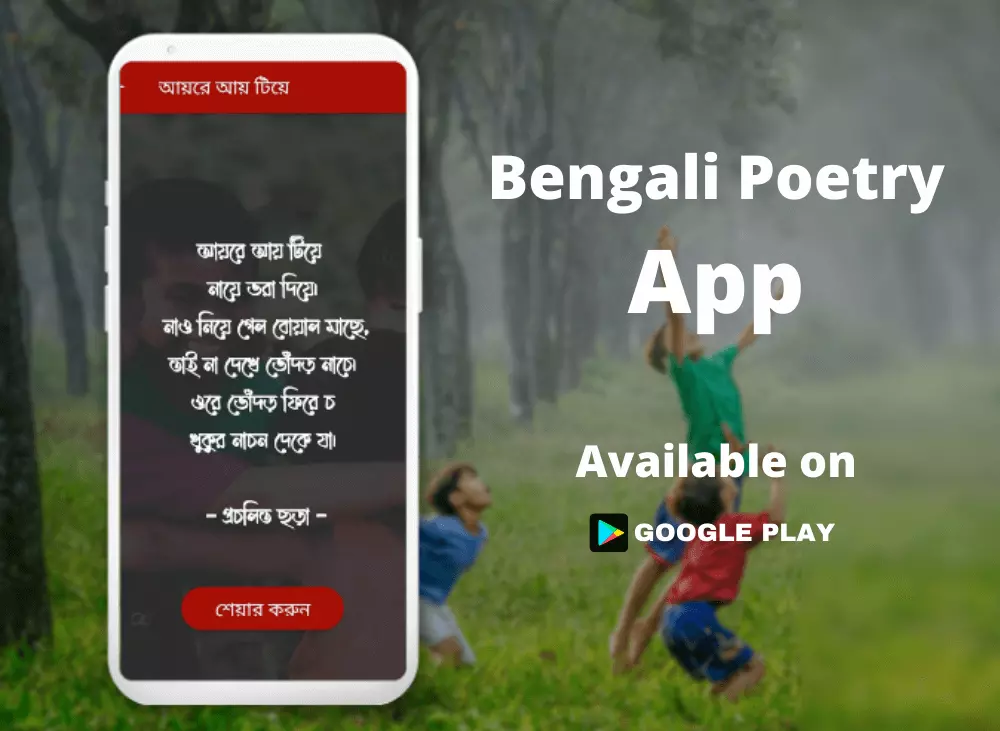 আয়রে আয় টিয়ে
আয়রে আয় টিয়ে
নায়ে ভরা দিয়ে।
নাও নিয়ে গেল বোয়াল মাছে,
তাই না দেখে ভোঁদড় নাচে।
ওরে ভোঁদড় ফিরে চ
খুকুর নাচন দেকে যা।
- প্রচলিত ছড়া -
শেয়ার করুন
Bengali Poetry
App
Available on
GOOGLE PLAY